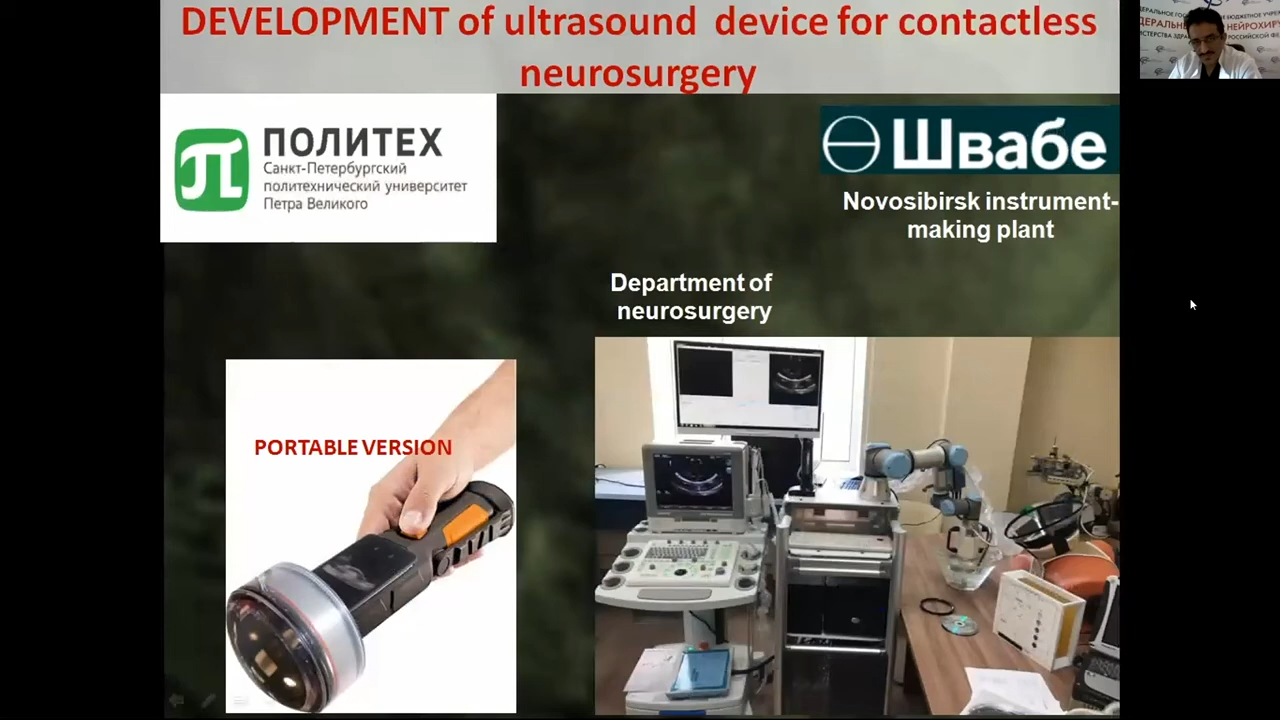 DEVELOPMENT of ultrasound device for contactless
neurosurgery
ПОЛИТЕХ
Санкт-Петербургский
политехнический университет
Петра Великого
Швабе
Novosibirsk instrument-
making plant
Department of
neurosurgery
PORTABLE VERSION